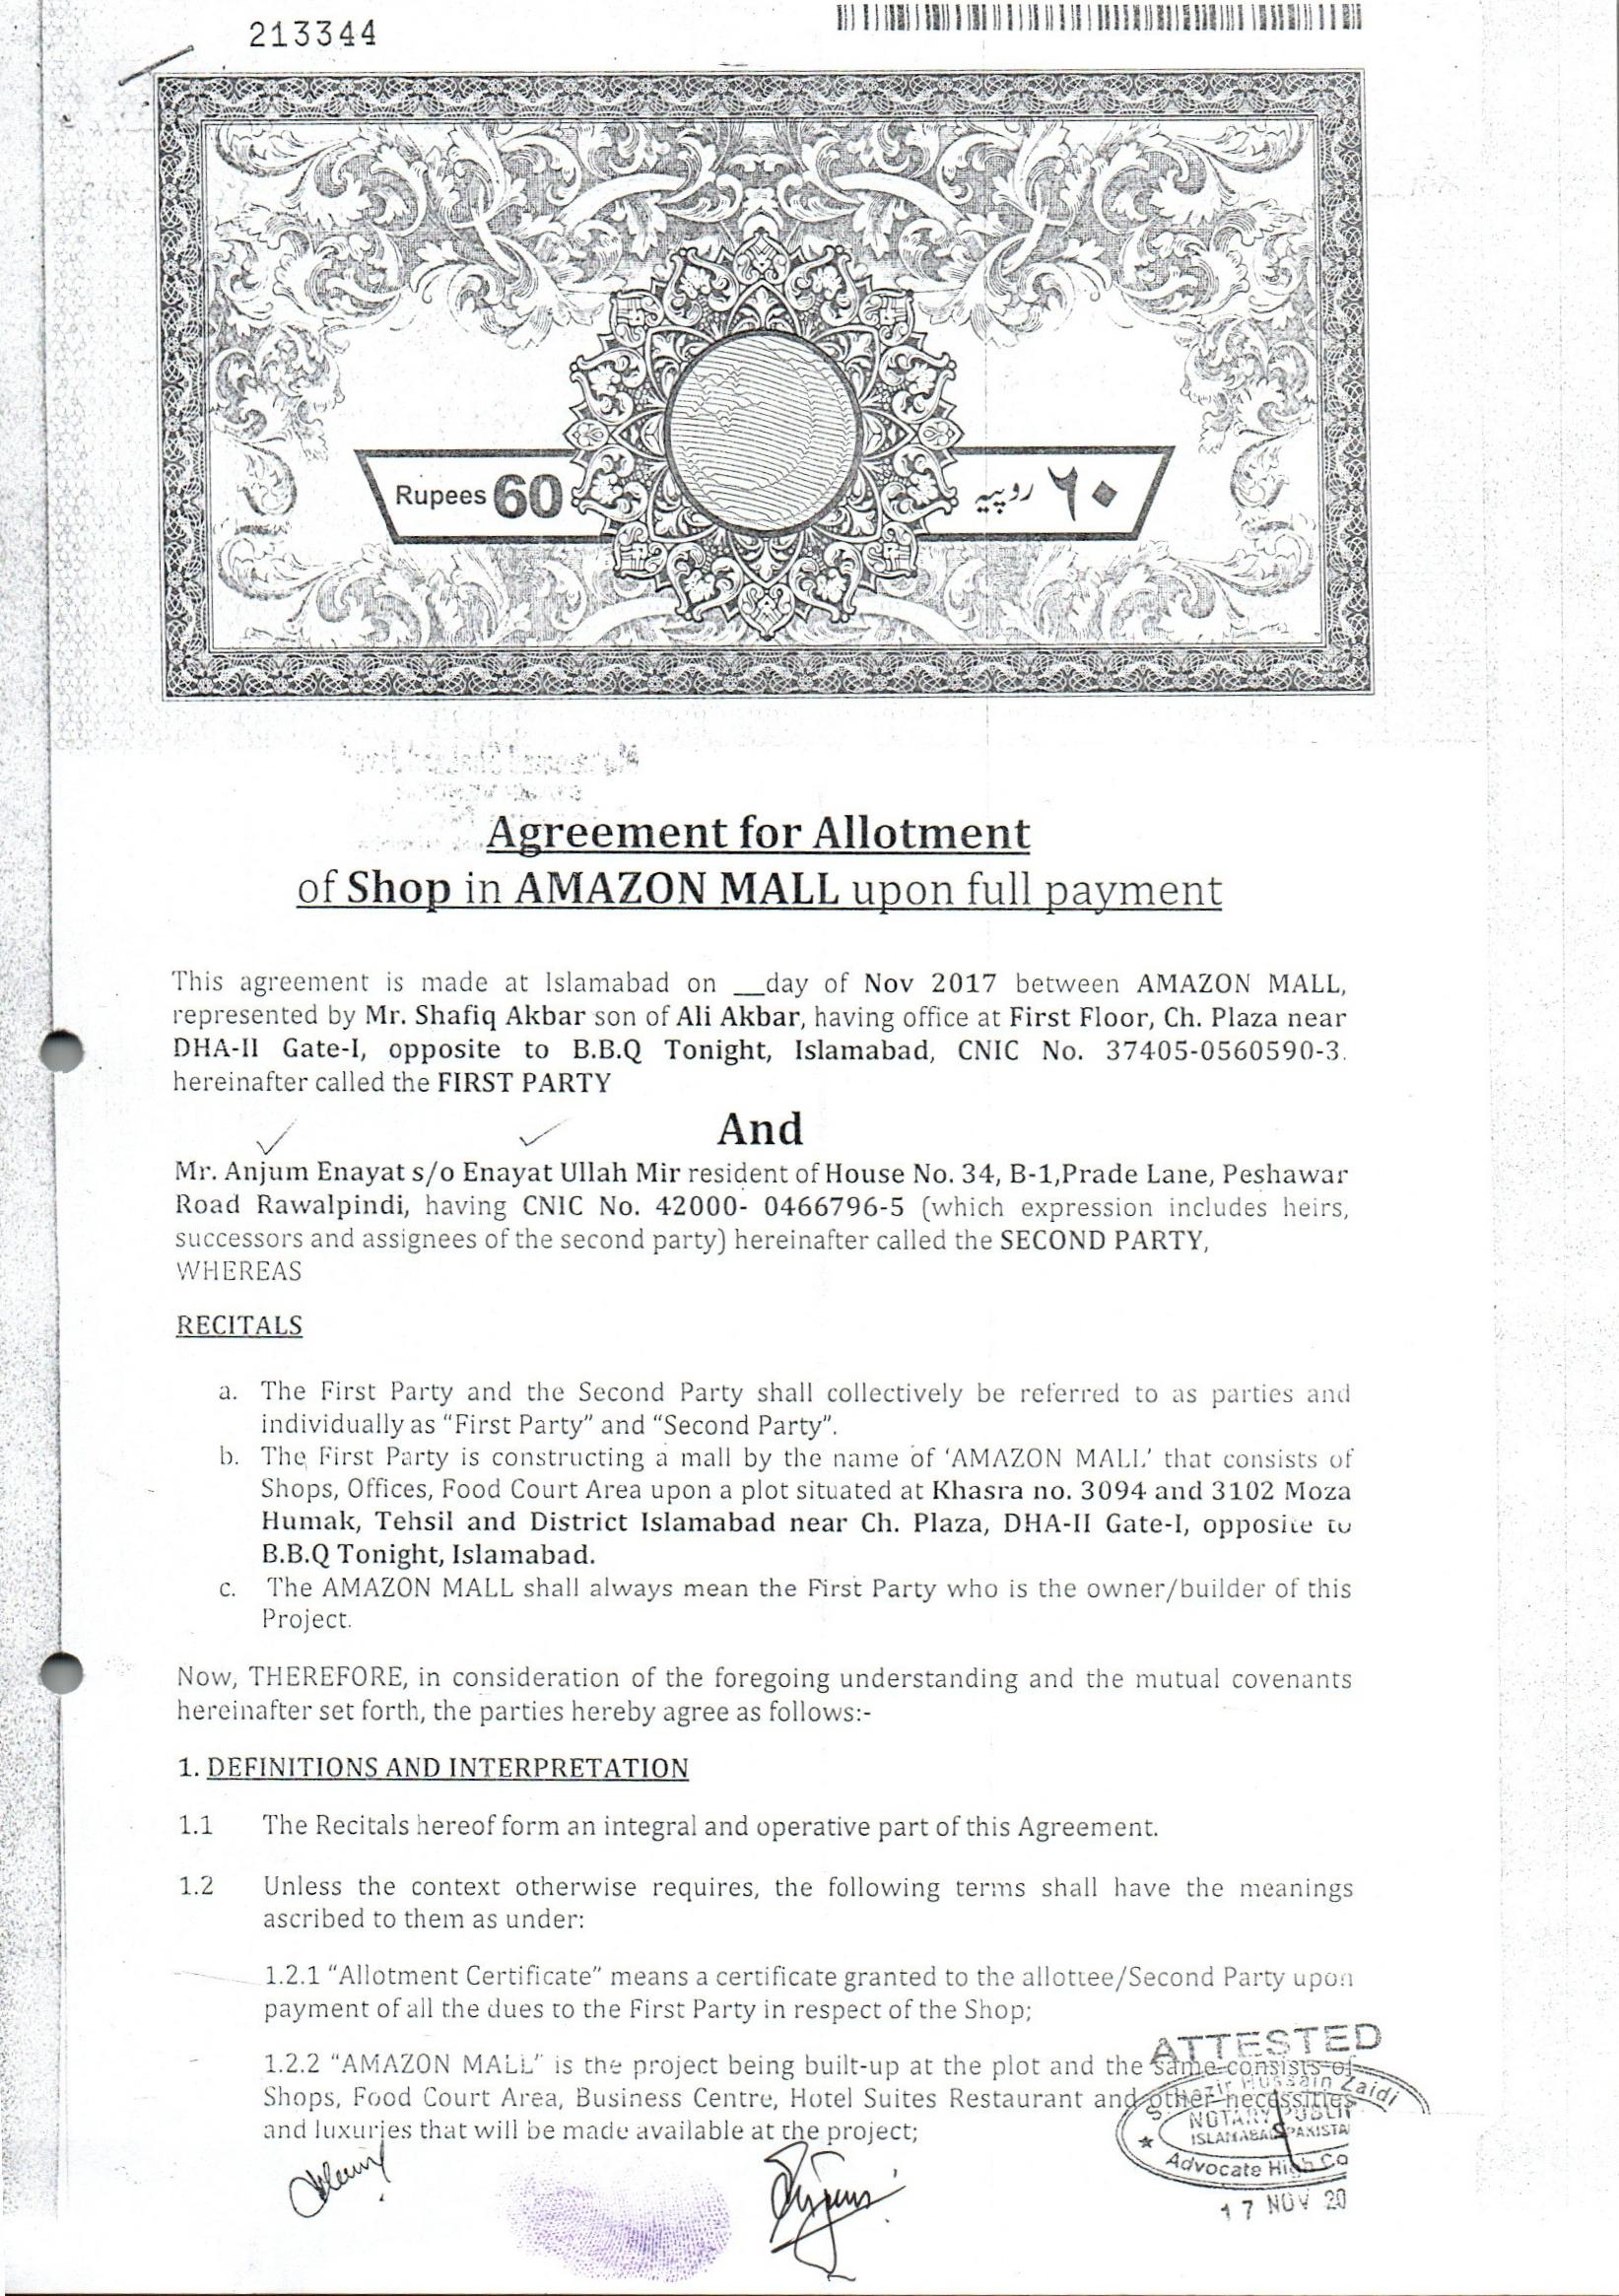 213344
Rupees 60
۶۰ روپیہ
Agreement for Allotment
of Shop in AMAZON MALL upon full payment
This agreement is made at Islamabad on __day of Nov 2017 between AMAZON MALL,
represented by Mr. Shafiq Akbar son of Ali Akbar, having office at First Floor, Ch. Plaza near
DHA-II Gate-I, opposite to B.B.Q Tonight, Islamabad, CNIC No. 37405-0560590-3.
hereinafter called the FIRST PARTY
And
Mr. Anjum Enayat s/o Enayat Ullah Mir resident of House No. 34, B-1,Prade Lane, Peshawar
Road Rawalpindi, having CNIC No. 42000- 0466796-5 (which expression includes heirs,
successors and assignees of the second party) hereinafter called the SECOND PARTY,
WHEREAS
RECITALS
a. The First Party and the Second Party shall collectively be referred to as parties and
individually as “First Party” and “Second Party”.
b. The First Party is constructing a mall by the name of ‘AMAZON MALL’ that consists of
Shops, Offices, Food Court Area upon a plot situated at Khasra no. 3094 and 3102 Moza
Humak, Tehsil and District Islamabad near Ch. Plaza, DHA-II Gate-I, opposite to
B.B.Q Tonight, Islamabad.
c. The AMAZON MALL shall always mean the First Party who is the owner/builder of this
Project.
Now, THEREFORE, in consideration of the foregoing understanding and the mutual covenants
hereinafter set forth, the parties hereby agree as follows:-
1. DEFINITIONS AND INTERPRETATION
1.1 The Recitals hereof form an integral and operative part of this Agreement.
1.2 Unless the context otherwise requires, the following terms shall have the meanings
ascribed to them as under:
1.2.1 “Allotment Certificate” means a certificate granted to the allottee/Second Party upon
payment of all the dues to the First Party in respect of the Shop;
1.2.2 “AMAZON MALL” is the project being built-up at the plot and the same consists of
Shops, Food Court Area, Business Centre, Hotel Suites Restaurant and other necessities
and luxuries that will be made available at the project;
ATTESTED
Hussain Zaidi
NOTARY PUBLI
ISLAMABAD PAKISTA
Advocate High Co
17 NOV 20